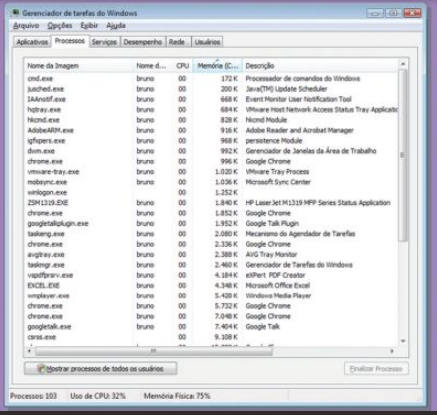 Gerenciador de tarefas do Windows
Arquivo Opções Exibir Ajuda
Aplicativos Processos Serviços Desempenho Rede Usuários
Nome da Imagem Nome d... CPU Memória (C... Descrição
cmd.exe bruno 00 172 K Processador de comandos do Windows
jusched.exe bruno 00 200 K Java(TM) Update Scheduler
IAAnotif.exe bruno 00 668 K Event Monitor User Notification Tool
hqtray.exe bruno 00 684 K VMware Host Network Access Status Tray Applicatio
Nkcmd.exe bruno 00 828 K Nkcmd Module
AdobeARM.exe bruno 00 916 K Adobe Reader and Acrobat Manager
igfxpers.exe bruno 00 968 K persistence Module
dwm.exe bruno 00 992 K Gerenciador de Janelas da Área de Trabalho
chrome.exe bruno 00 996 K Google Chrome
vmware-tray.exe bruno 00 1.020 K VMware Tray Process
mobsync.exe bruno 00 1.036 K Microsoft Sync Center
winlogon.exe 00 1.252 K
ZSM1319.EXE bruno 00 1.840 K HP LaserJet M1319 MFP Series Status Application
chrome.exe bruno 00 1.852 K Google Chrome
googletalkplugin.exe bruno 00 1.952 K Google Talk Plugin
taskeng.exe bruno 00 2.080 K Mecanismo do Agendador de Tarefas
chrome.exe bruno 00 2.336 K Google Chrome
avgtray.exe bruno 00 2.388 K AVG Tray Monitor
taskmgr.exe bruno 00 2.460 K Gerenciador de Tarefas do Windows
vspdfprsrv.exe bruno 00 4.184 K eXPert PDF Creator
EXCEL.EXE bruno 00 4.348 K Microsoft Office Excel
wmplayer.exe bruno 00 5.420 K Windows Media Player
chrome.exe bruno 00 5.732 K Google Chrome
chrome.exe bruno 00 7.048 K Google Chrome
googletalk.exe bruno 00 7.404 K Google Talk
csrss.exe 00 9.108 K
Mostrar processos de todos os usuários Finalizar Processo
Processos: 103 Uso de CPU: 32% Memória Física: 75%